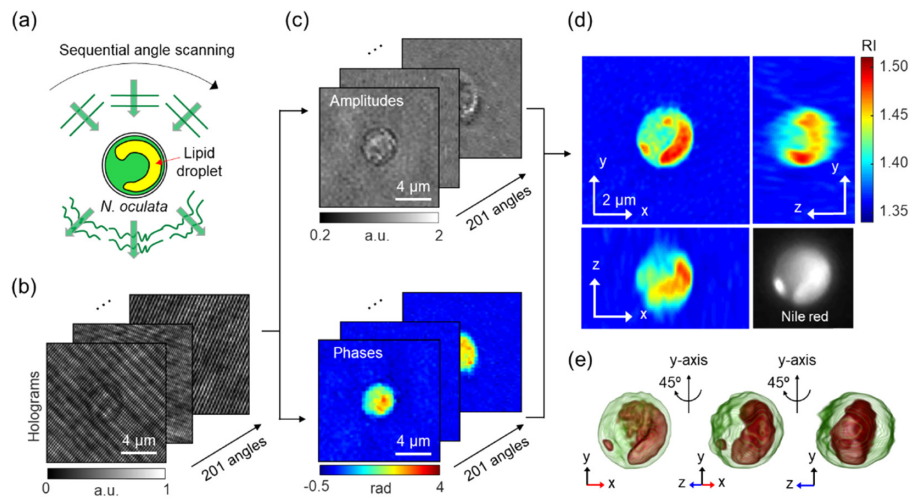 (a)
Sequential angle scanning
Lipid
droplet
N. oculata
(b)
...
Holograms
4 μm
201 angles
0
a.u.
1
(c)
...
Amplitudes
4 μm
201 angles
0.2
a.u.
2
...
Phases
4 μm
201 angles
-0.5
rad
4
(d)
RI
1.50
1.45
1.40
1.35
y
2 μm
x
y
z
z
x
Nile red
(e)
y-axis
45º
y-axis
45º
y
x
y
z
x
y
z